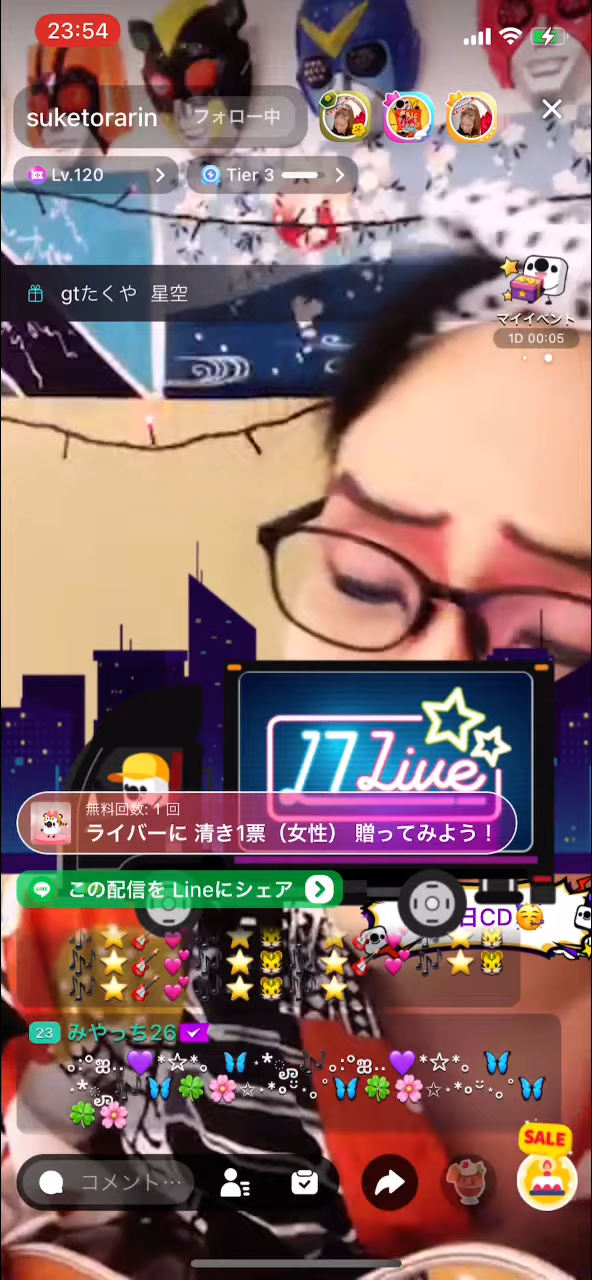 23:54
suketorarin フォロー中
Lv.120 Tier 3
gtたくや 星空
マイイベント
1D 00:05
17 Live
無料回数: 1 回
ライバーに 清き1票（女性） 贈ってみよう！
LINE この配信を Lineにシェア
日CD🥳
🎶⭐🎸💕🎶⭐🐯🎶⭐🎸💕🎶⭐🐯
🎶⭐🎸💕🎶⭐🐯🎶⭐🎸💕🎶⭐🐯
🎶⭐🎸💕🎶⭐🐯🎶⭐🎸💕🎶⭐🐯
23 みやっち26
コメント…
SALE